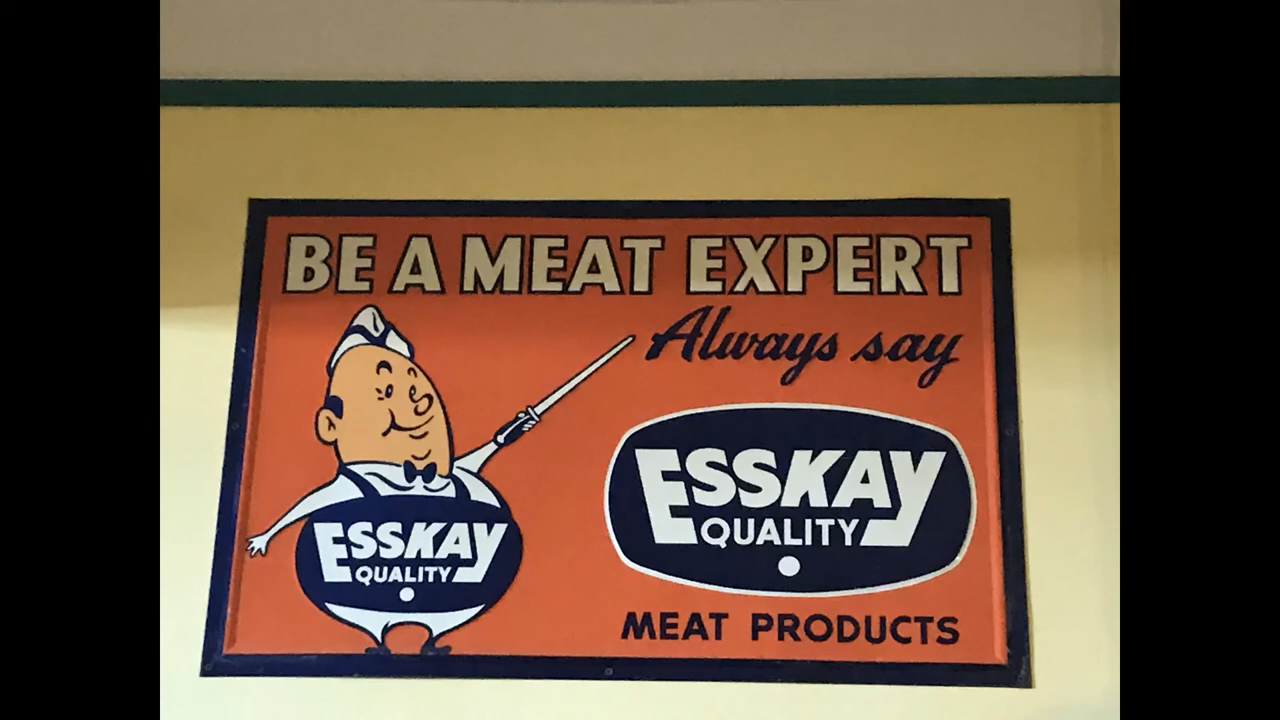 BE A MEAT EXPERT
Always say
ESSKAY
QUALITY
ESSKAY
QUALITY
MEAT PRODUCTS